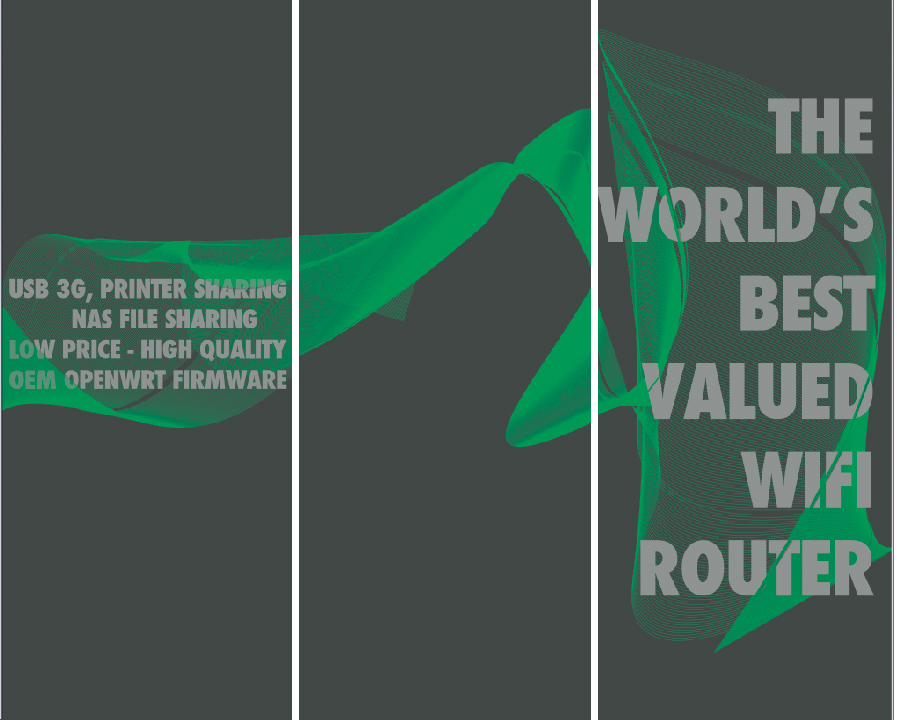 USB 3G, PRINTER SHARING
NAS FILE SHARING
LOW PRICE - HIGH QUALITY
OEM OPENWRT FIRMWARE
THE
WORLD'S
BEST
VALUED
WIFI
ROUTER